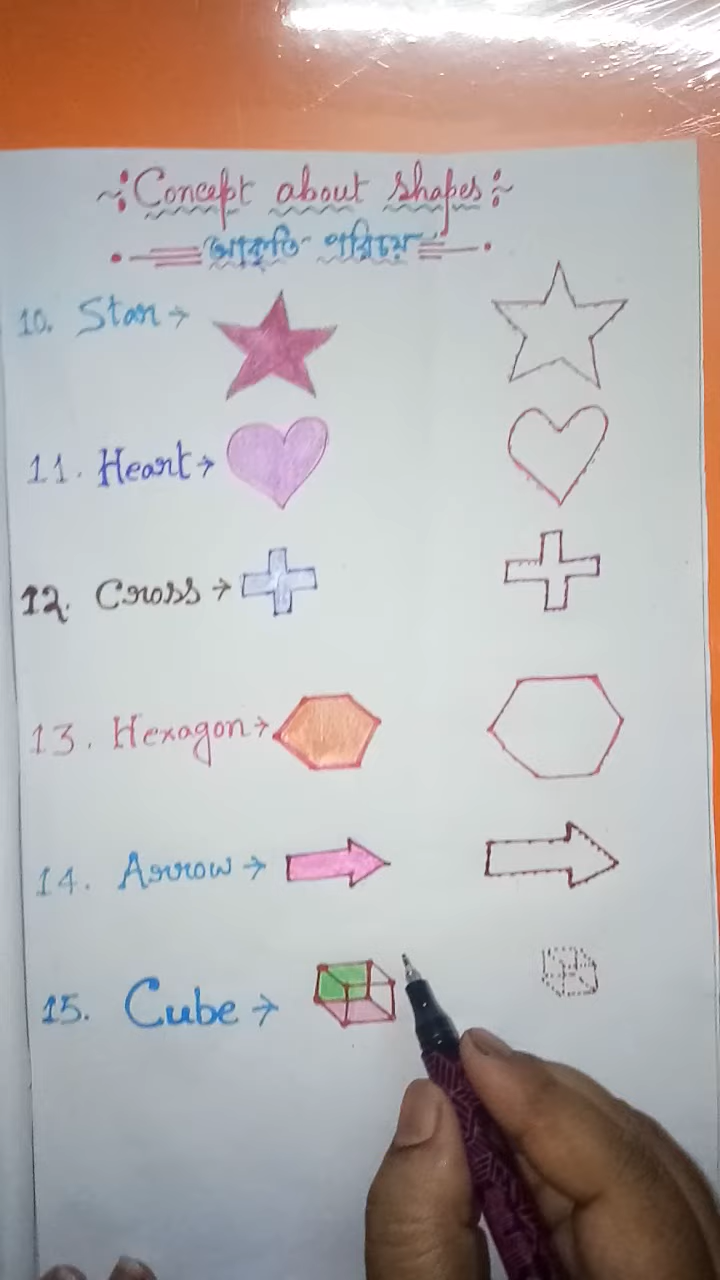 ~:Concept about shapes:~
আকৃতি পরিচয়
10. Star →
11. Heart →
12. Cross →
13. Hexagon →
14. Arrow →
15. Cube →